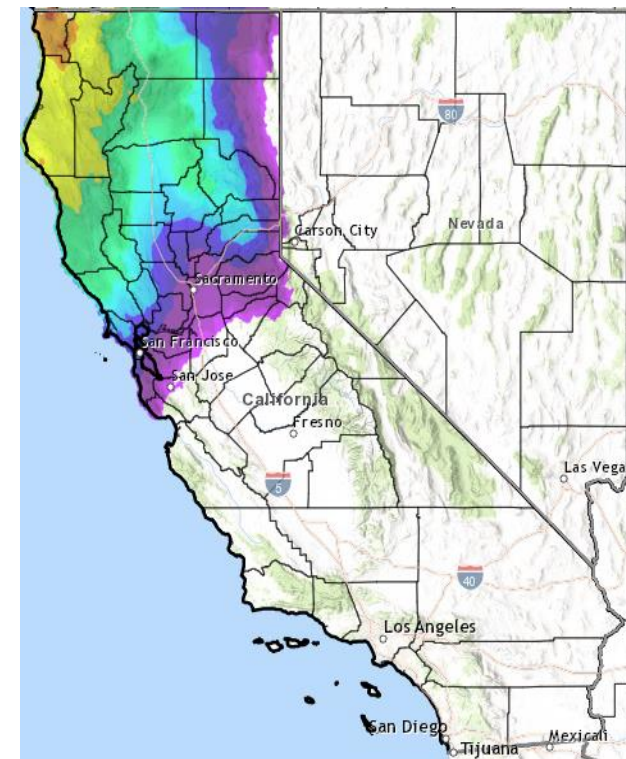 80
Nevada
Carson City
Sacramento
San Francisco
San Jose
California
Fresno
Las Vega
5
40
Los Angeles
San Diego
Mexicali
Tijuana